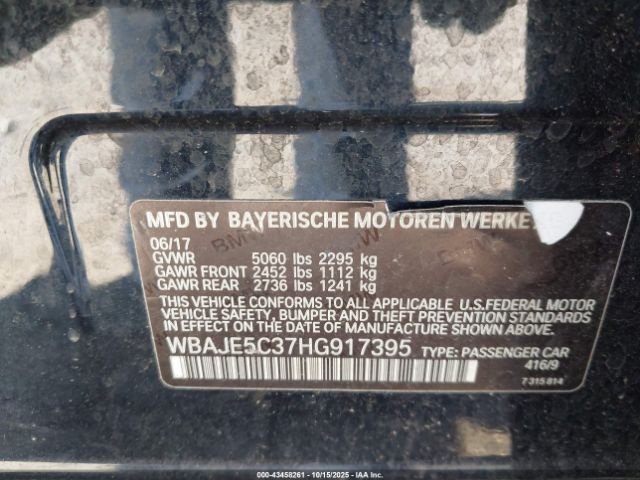 MFD BY BAYERISCHE MOTOREN WERKE
06/17
GVWR 5060 lbs 2295 kg
GAWR FRONT 2452 lbs 1112 kg
GAWR REAR 2736 lbs 1241 kg
THIS VEHICLE CONFORMS TO ALL APPLICABLE U.S.FEDERAL MOTOR
VEHICLE SAFETY, BUMPER AND THEFT PREVENTION STANDARDS
IN EFFECT ON THE DATE OF MANUFACTURE SHOWN ABOVE.
WBAJE5C37HG917395 TYPE: PASSENGER CAR
416/9
7 315 814
000-43458261 - 10/15/2025 - IAA Inc.